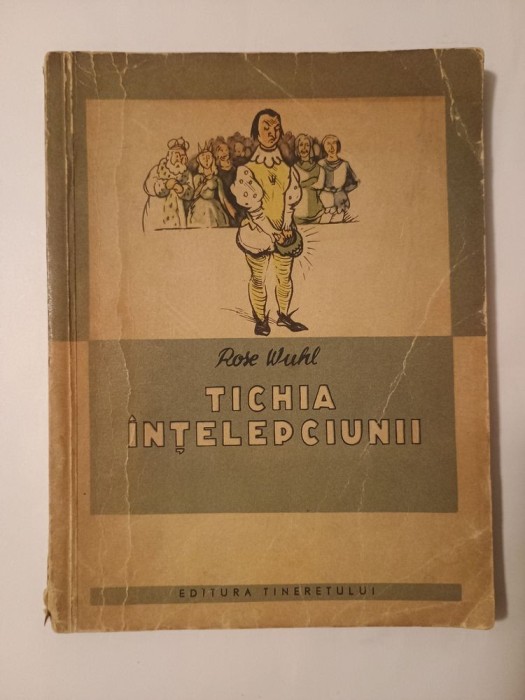 Rose Wuhl
TICHIA
ÎNȚELEPCIUNII
EDITURA TINERETULUI